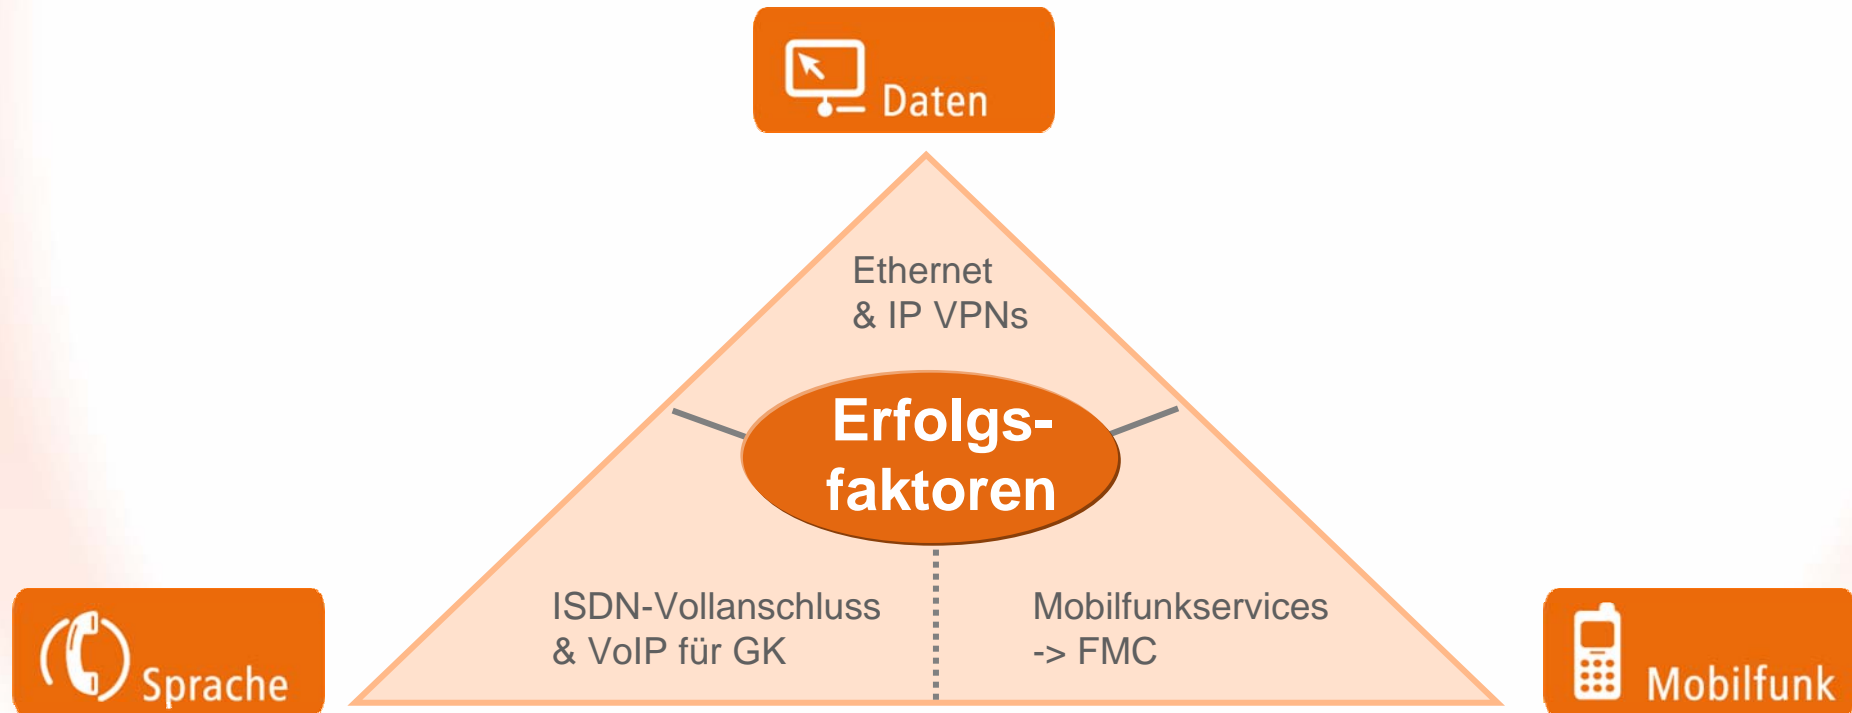 Daten
Ethernet
& IP VPNs
Erfolgs-
faktoren
ISDN-Vollanschluss
& VoIP für GK
Mobilfunkservices
-> FMC
Sprache
Mobilfunk